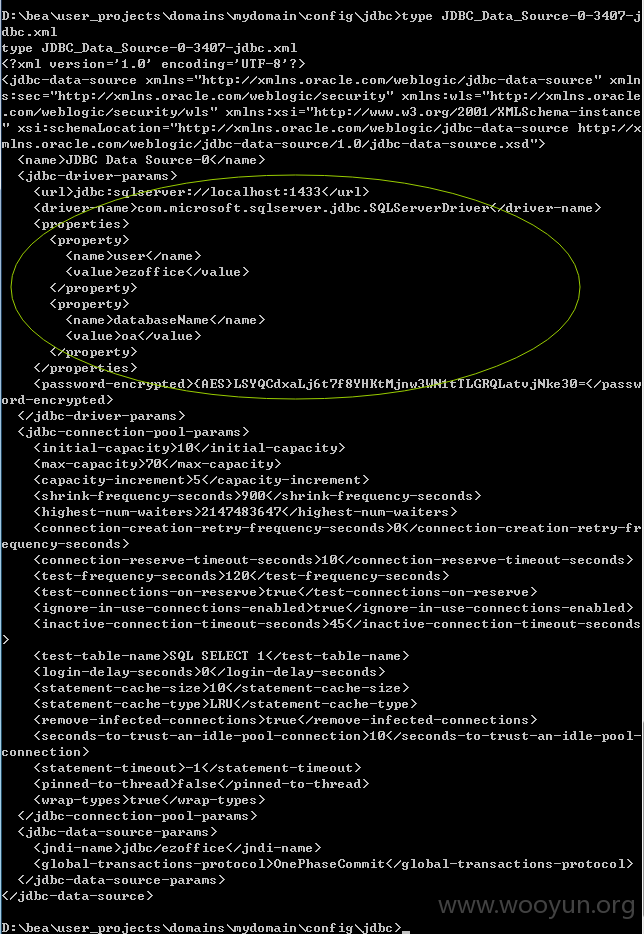 D:\bea\user_projects\domains\mydomain\config\jdbc>type JDBC_Data_Source-0-3407-j
dbc.xml
type JDBC_Data_Source-0-3407-jdbc.xml
<?xml version='1.0' encoding='UTF-8'?>
<jdbc-data-source xmlns="http://xmlns.oracle.com/weblogic/jdbc-data-source" xmln
s:sec="http://xmlns.oracle.com/weblogic/security" xmlns:wls="http://xmlns.oracle
.com/weblogic/security/wls" xmlns:xsi="http://www.w3.org/2001/XMLSchema-instance
" xsi:schemaLocation="http://xmlns.oracle.com/weblogic/jdbc-data-source http://x
mlns.oracle.com/weblogic/jdbc-data-source/1.0/jdbc-data-source.xsd">
  <name>JDBC Data Source-0</name>
  <jdbc-driver-params>
    <url>jdbc:sqlserver://localhost:1433</url>
    <driver-name>com.microsoft.sqlserver.jdbc.SQLServerDriver</driver-name>
    <properties>
      <property>
        <name>user</name>
        <value>ezoffice</value>
      </property>
      <property>
        <name>databaseName</name>
        <value>oa</value>
      </property>
    </properties>
    <password-encrypted>{AES}LSYQCdxaLj6t7f8YHKtMjnw3WN1tTLGRQLatvjNke30=</passw
ord-encrypted>
  </jdbc-driver-params>
  <jdbc-connection-pool-params>
    <initial-capacity>10</initial-capacity>
    <max-capacity>70</max-capacity>
    <capacity-increment>5</capacity-increment>
    <shrink-frequency-seconds>900</shrink-frequency-seconds>
    <highest-num-waiters>2147483647</highest-num-waiters>
    <connection-creation-retry-frequency-seconds>0</connection-creation-retry-fr
equency-seconds>
    <connection-reserve-timeout-seconds>10</connection-reserve-timeout-seconds>
    <test-frequency-seconds>120</test-frequency-seconds>
    <test-connections-on-reserve>true</test-connections-on-reserve>
    <ignore-in-use-connections-enabled>true</ignore-in-use-connections-enabled>
    <inactive-connection-timeout-seconds>45</inactive-connection-timeout-seconds
>
    <test-table-name>SQL SELECT 1</test-table-name>
    <login-delay-seconds>0</login-delay-seconds>
    <statement-cache-size>10</statement-cache-size>
    <statement-cache-type>LRU</statement-cache-type>
    <remove-infected-connections>true</remove-infected-connections>
    <seconds-to-trust-an-idle-pool-connection>10</seconds-to-trust-an-idle-pool-
connection>
    <statement-timeout>-1</statement-timeout>
    <pinned-to-thread>false</pinned-to-thread>
    <wrap-types>true</wrap-types>
  </jdbc-connection-pool-params>
  <jdbc-data-source-params>
    <jndi-name>jdbc/ezoffice</jndi-name>
    <global-transactions-protocol>OnePhaseCommit</global-transactions-protocol>
  </jdbc-data-source-params>
</jdbc-data-source>
www.wooyun.org
D:\bea\user_projects\domains\mydomain\config\jdbc>_